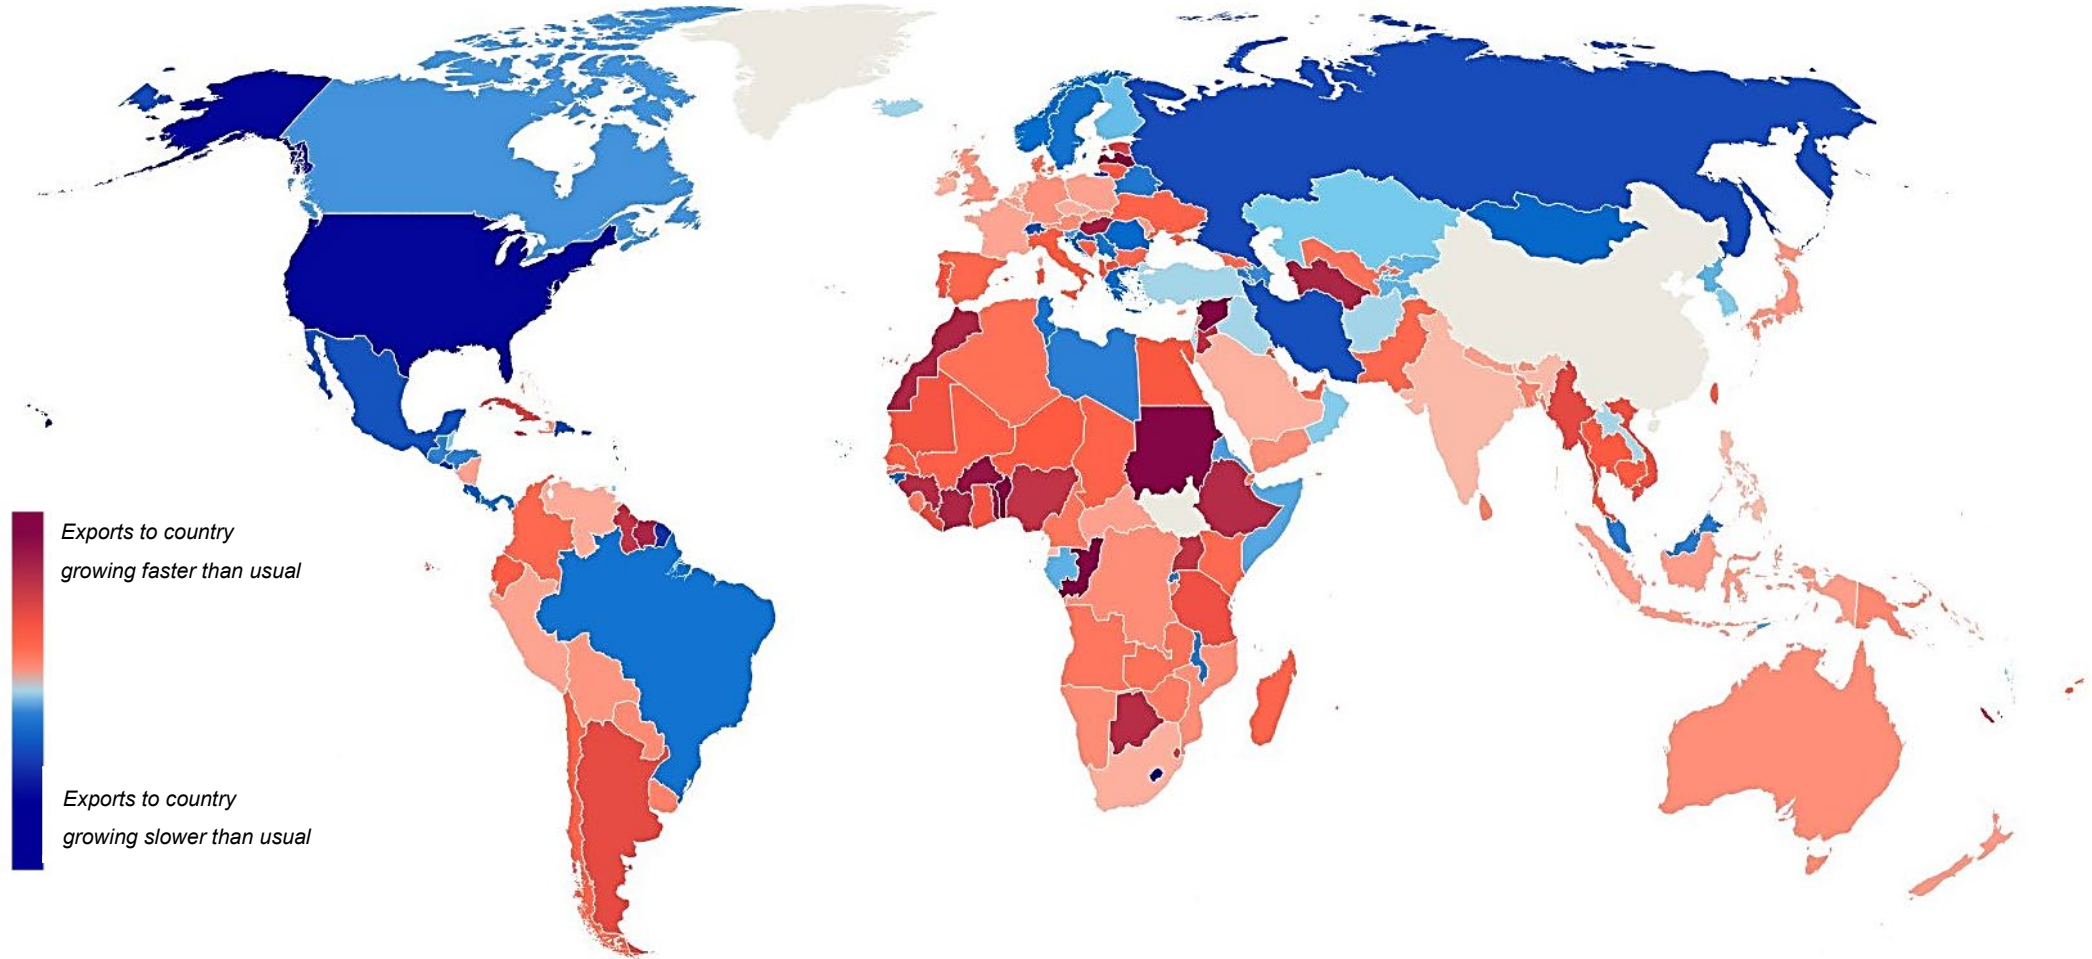 Exports to country
growing faster than usual
Exports to country
growing slower than usual